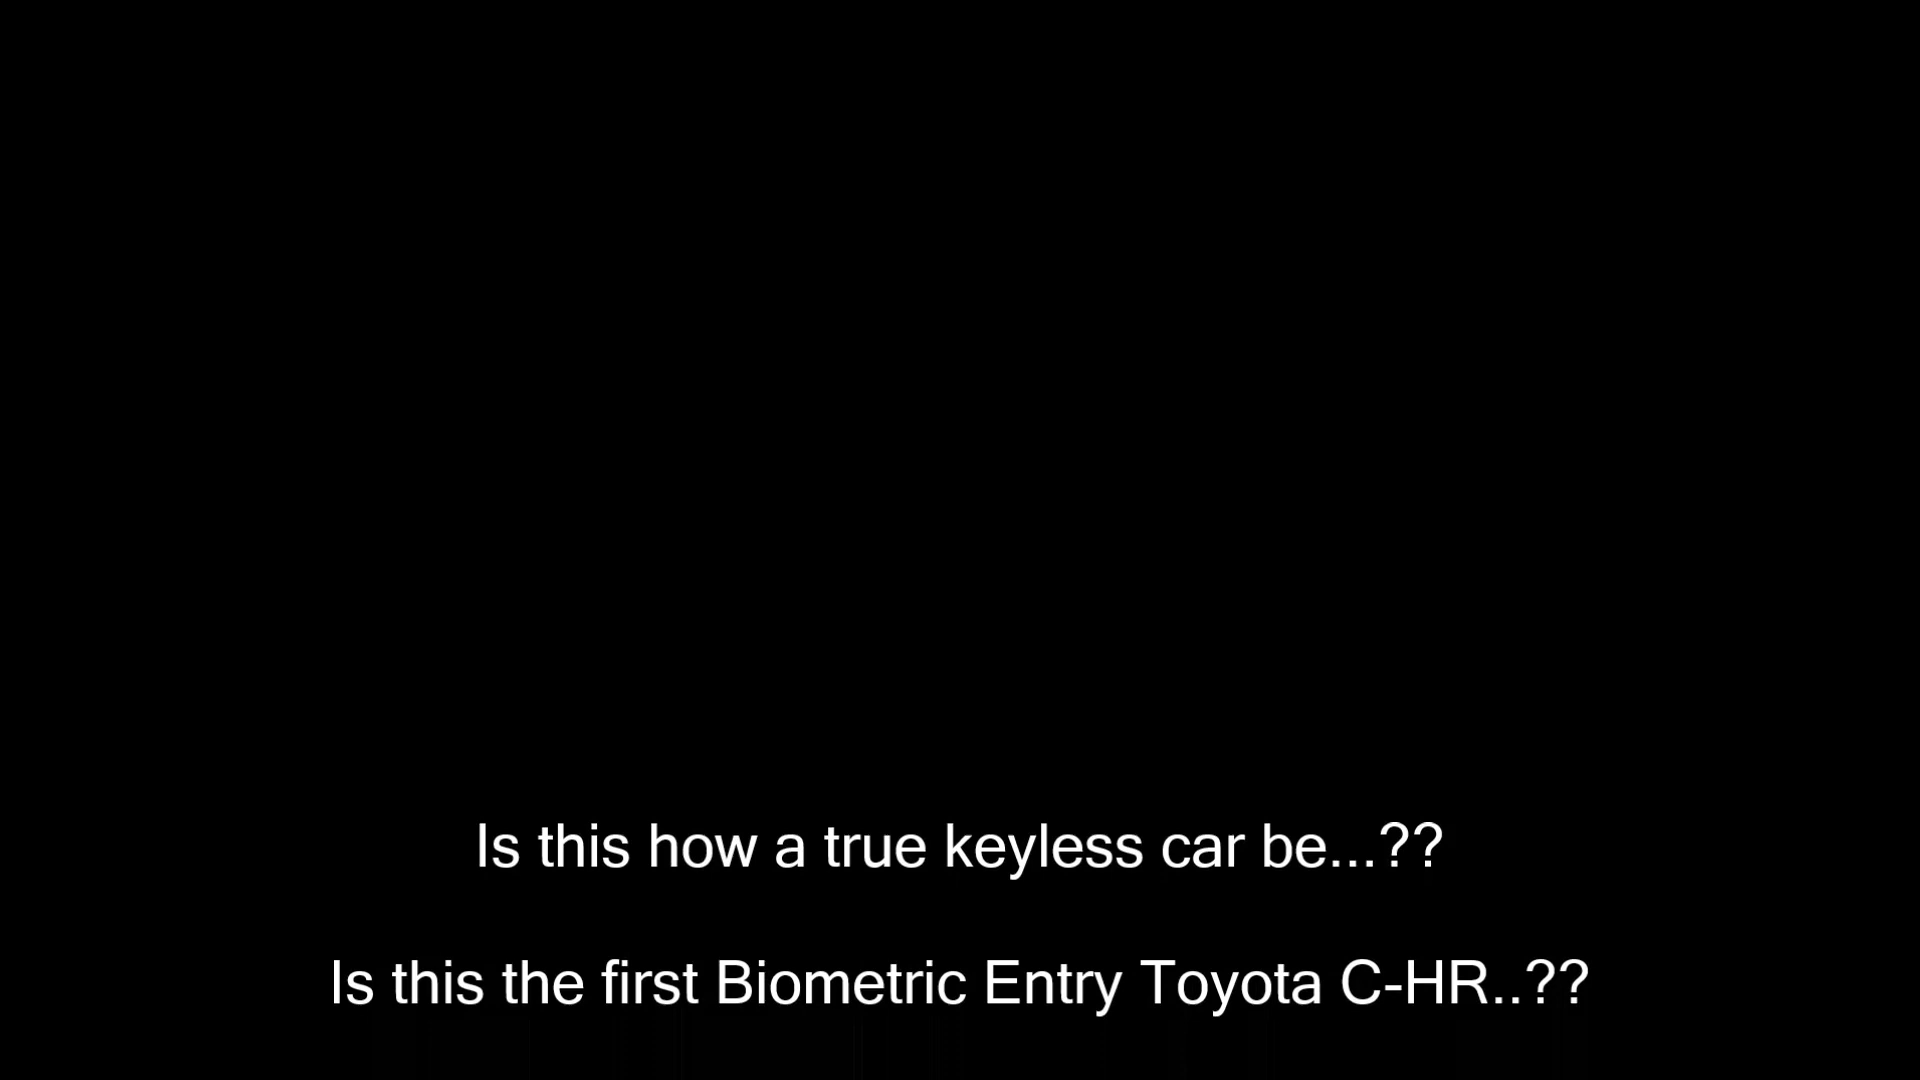 Is this how a true keyless car be...??
Is this the first Biometric Entry Toyota C-HR..??